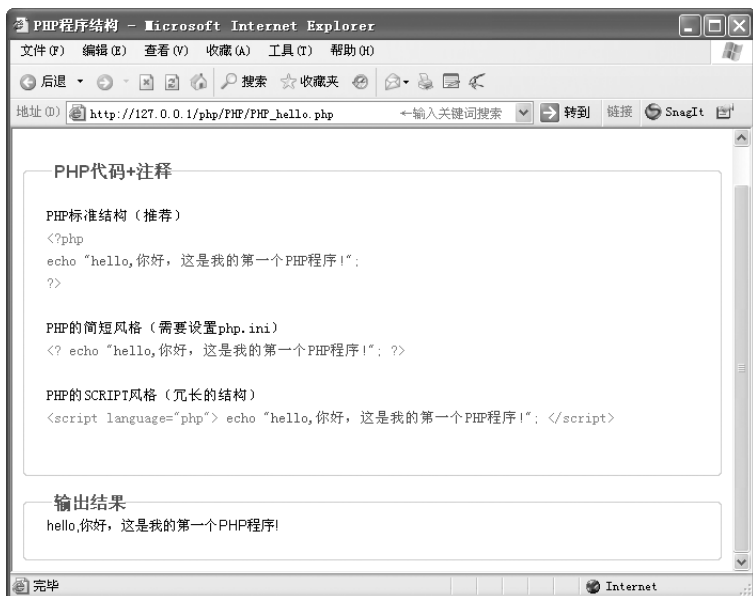 PHP程序结构 - Microsoft Internet Explorer
文件(F) 编辑(E) 查看(V) 收藏(A) 工具(T) 帮助(H)
后退 搜索 收藏夹
地址(D) http://127.0.0.1/php/PHP/PHP_hello.php ←输入关键词搜索 转到 链接 SnagIt
PHP代码+注释
PHP标准结构（推荐）
<?php
echo "hello,你好，这是我的第一个PHP程序!";
?>
PHP的简短风格（需要设置php.ini）
<? echo "hello,你好，这是我的第一个PHP程序!"; ?>
PHP的SCRIPT风格（冗长的结构）
<script language="php"> echo "hello,你好，这是我的第一个PHP程序!"; </script>
输出结果
hello,你好，这是我的第一个PHP程序!
完毕 Internet